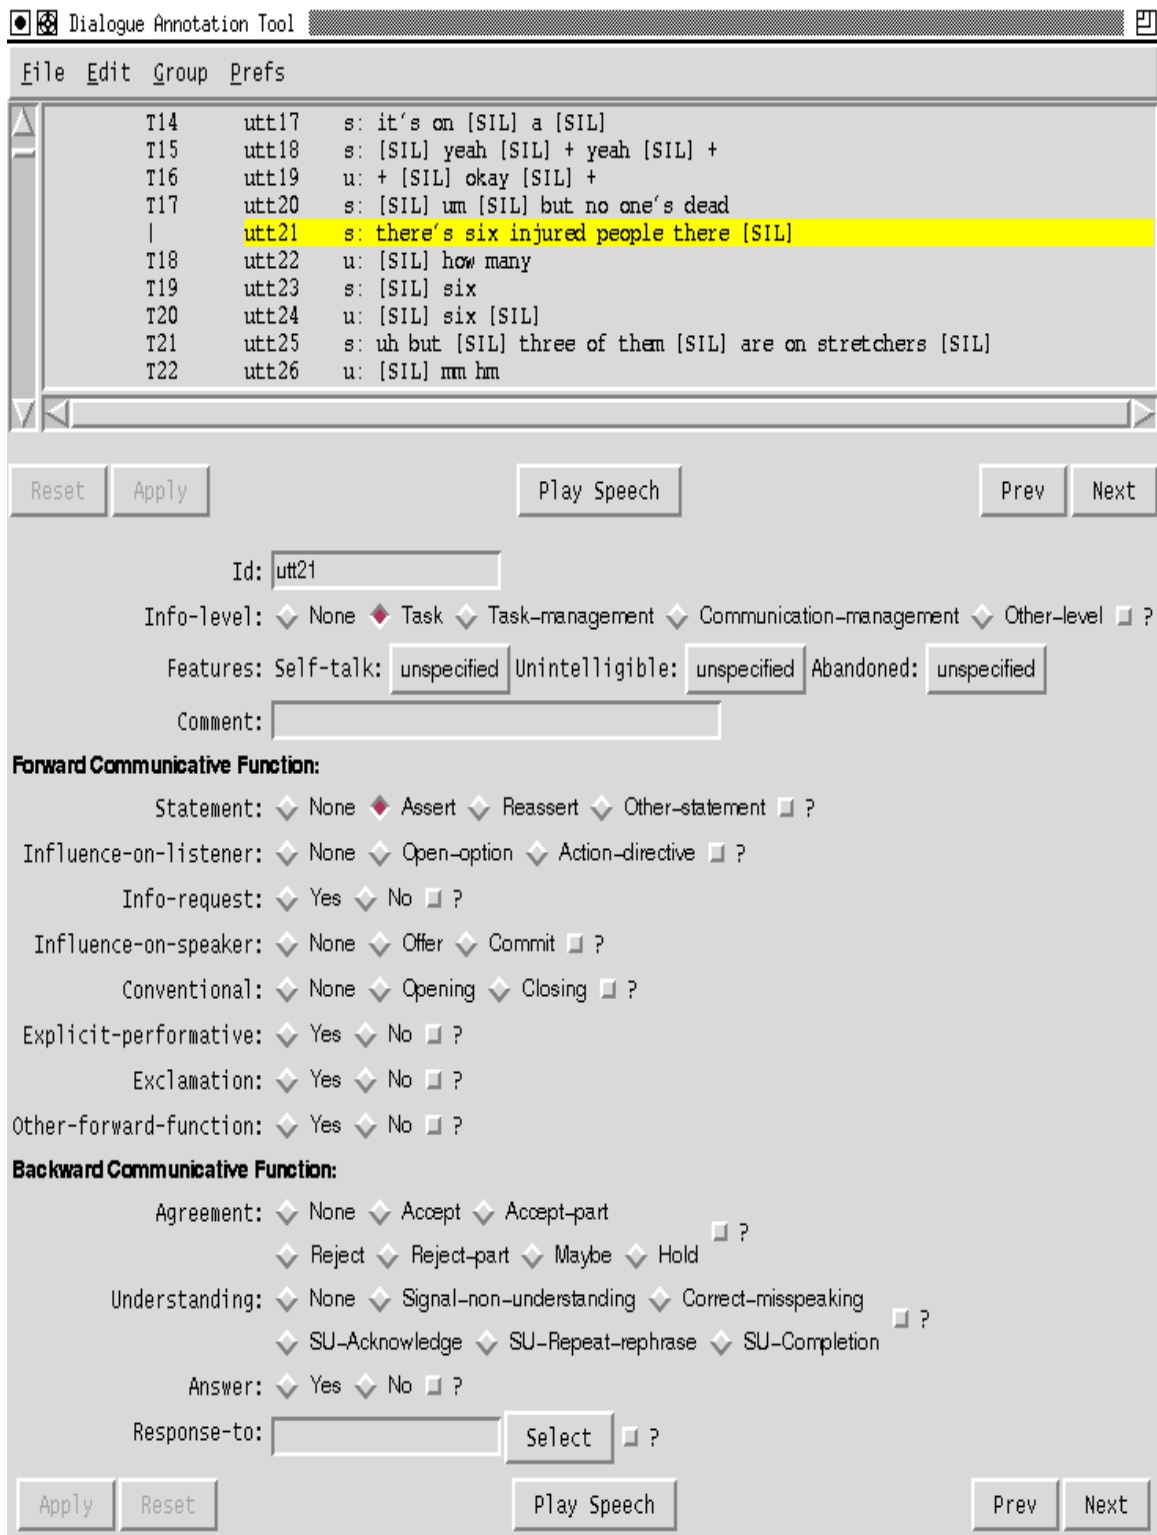 Dialogue Annotation Tool
File Edit Group Prefs
T14 utt17 s: it's on [SIL] a [SIL]
T15 utt18 s: [SIL] yeah [SIL] + yeah [SIL] +
T16 utt19 u: + [SIL] okay [SIL] +
T17 utt20 s: [SIL] um [SIL] but no one's dead
| utt21 s: there's six injured people there [SIL]
T18 utt22 u: [SIL] how many
T19 utt23 s: [SIL] six
T20 utt24 u: [SIL] six [SIL]
T21 utt25 s: uh but [SIL] three of them [SIL] are on stretchers [SIL]
T22 utt26 u: [SIL] mm hm
Reset Apply Play Speech Prev Next
Id: utt21
Info-level: None Task Task-management Communication-management Other-level ?
Features: Self-talk: unspecified Unintelligible: unspecified Abandoned: unspecified
Comment:
Forward Communicative Function:
Statement: None Assert Reassert Other-statement ?
Influence-on-listener: None Open-option Action-directive ?
Info-request: Yes No ?
Influence-on-speaker: None Offer Commit ?
Conventional: None Opening Closing ?
Explicit-performative: Yes No ?
Exclamation: Yes No ?
Other-forward-function: Yes No ?
Backward Communicative Function:
Agreement: None Accept Accept-part
Reject Reject-part Maybe Hold ?
Understanding: None Signal-non-understanding Correct-misspeaking
SU-Acknowledge SU-Repeat-rephrase SU-Completion ?
Answer: Yes No ?
Response-to: Select ?
Apply Reset Play Speech Prev Next